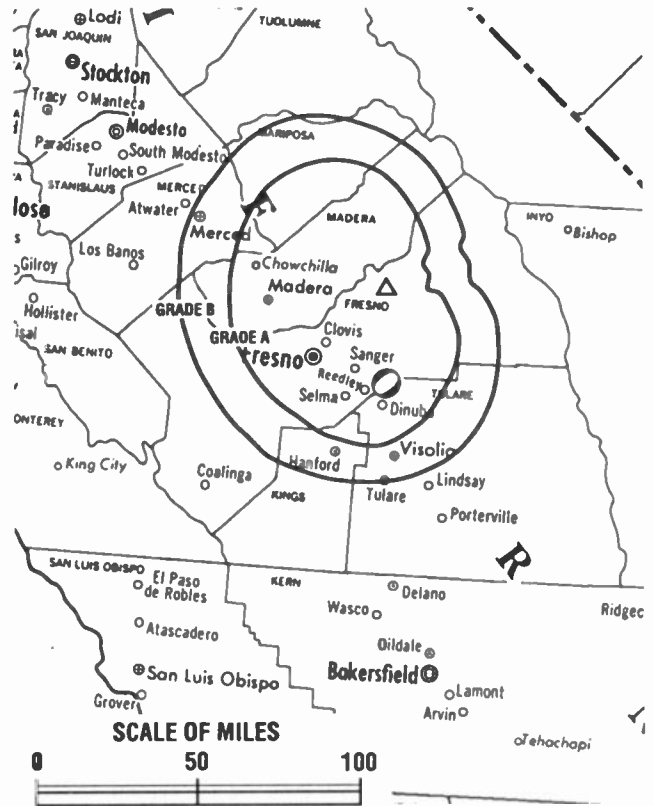 Lodi
TUOLUMNE
SAN JOAQUIN
Stockton
Tracy
Manteca
Modesto
MARIPOSA
Paradise
South Modesto
Turlock
STANISLAUS
MERCED
Atwater
Merced
MADERA
INYO
Bishop
Los Banos
Gilroy
Chowchilla
Madera
FRESNO
Hollister
GRADE B
GRADE A
Clovis
SAN BENITO
Fresno
Sanger
Reedley
Selma
TULARE
Dinuba
ONTEREY
King City
Hanford
Visalia
Coalinga
KINGS
Tulare
Lindsay
Porterville
R
SAN LUIS OBISPO
KERN
El Paso
de Robles
Delano
Wasco
Ridgec
Atascadero
Oildale
San Luis Obispo
Bakersfield
Grover
Lamont
Arvin
SCALE OF MILES
Tehachapi
0 50 100